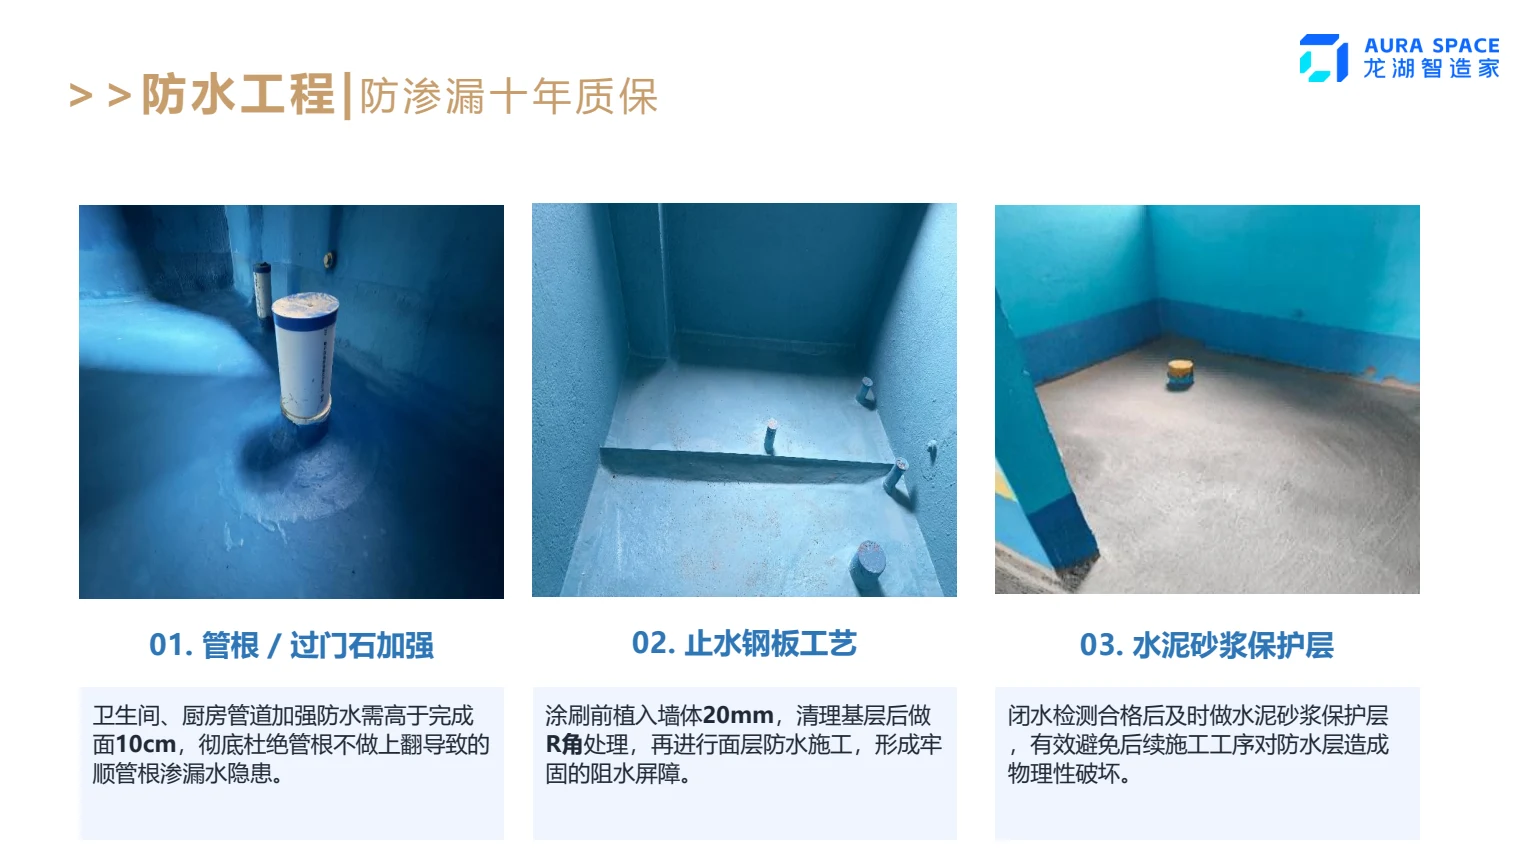 AURA SPACE
龙湖智造家
>>防水工程|防渗漏十年质保
01. 管根 / 过门石加强
卫生间、厨房管道加强防水需高于完成
面10cm，彻底杜绝管根不做上翻导致的
顺管根渗漏水隐患。
02. 止水钢板工艺
涂刷前植入墙体20mm，清理基层后做
R角处理，再进行面层防水施工，形成牢
固的阻水屏障。
03. 水泥砂浆保护层
闭水检测合格后及时做水泥砂浆保护层
，有效避免后续施工工序对防水层造成
物理性破坏。